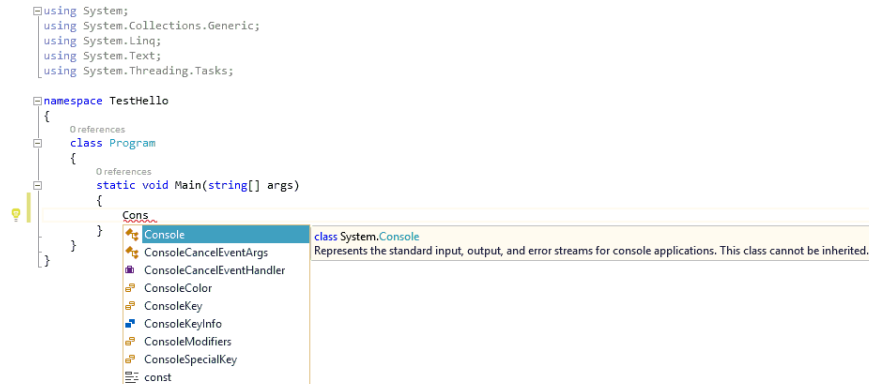 using System;
using System.Collections.Generic;
using System.Linq;
using System.Text;
using System.Threading.Tasks;
namespace TestHello
{
0 references
class Program
{
0 references
static void Main(string[] args)
{
Cons
}
}
}
Console
ConsoleCancelEventArgs
ConsoleCancelEventHandler
ConsoleColor
ConsoleKey
ConsoleKeyInfo
ConsoleModifiers
ConsoleSpecialKey
const
class System.Console
Represents the standard input, output, and error streams for console applications. This class cannot be inherited.